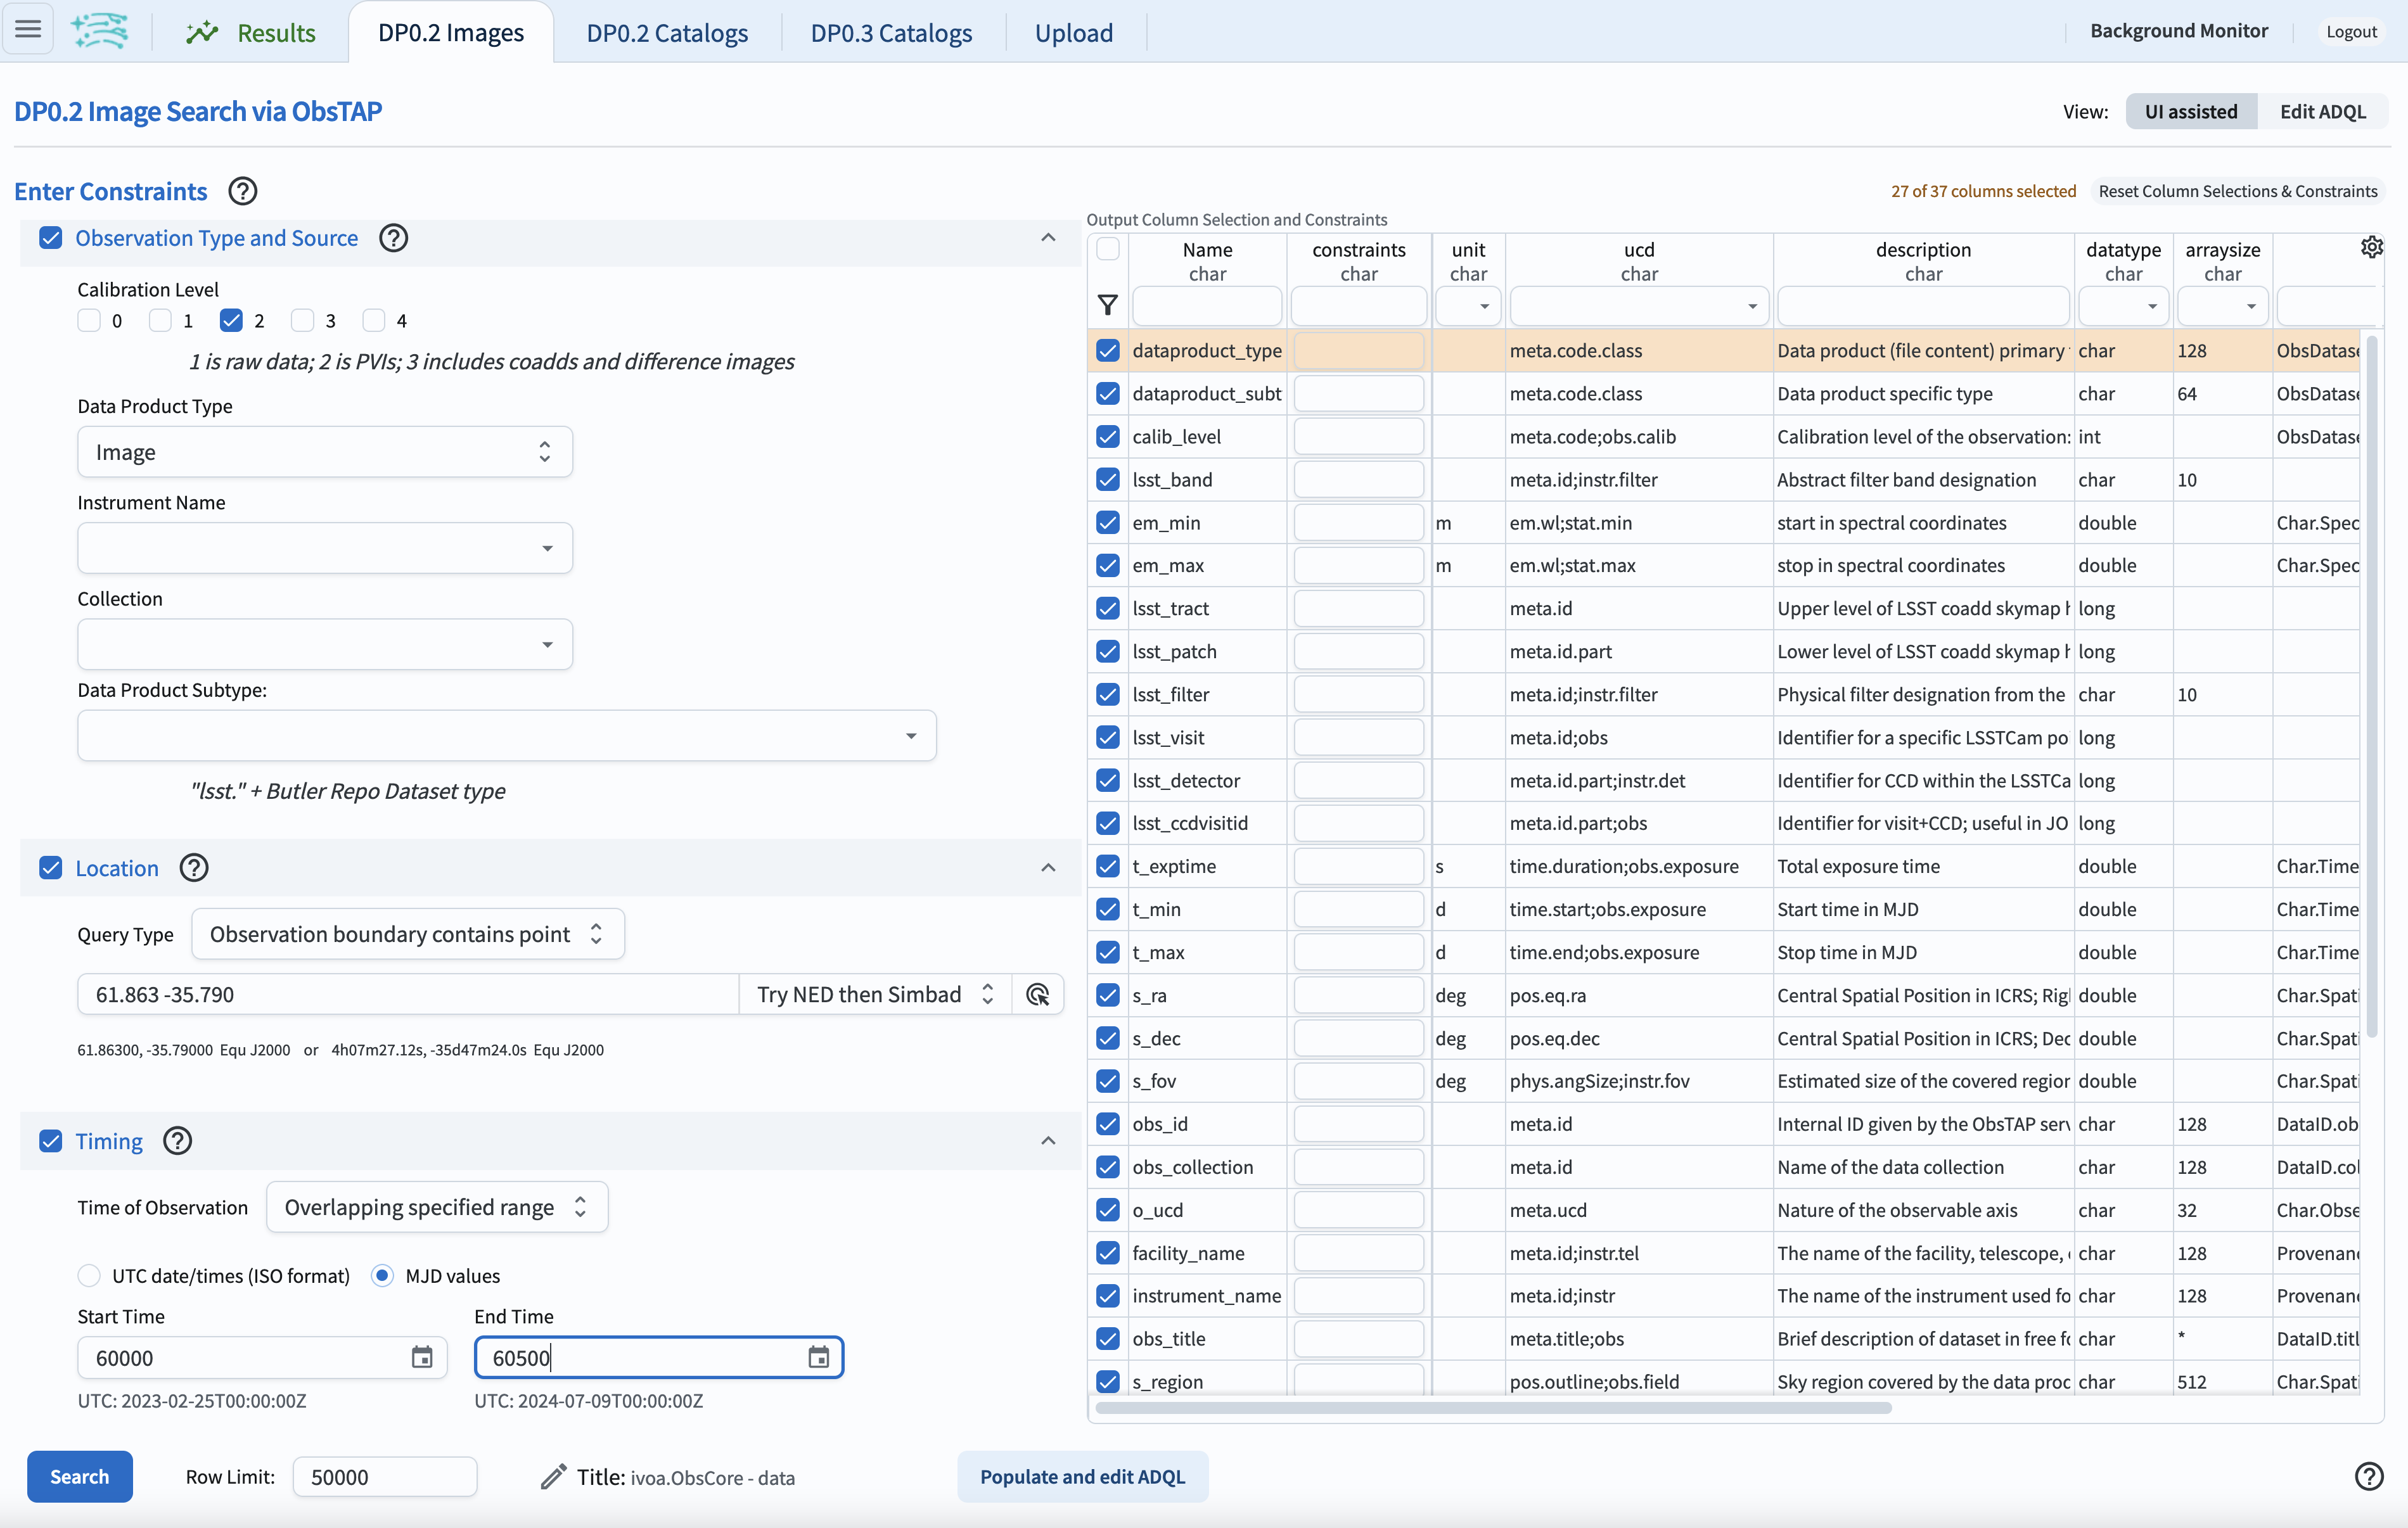 Results
DP0.2 Images
DP0.2 Catalogs
DP0.3 Catalogs
Upload
Background Monitor
Logout
DP0.2 Image Search via ObsTAP
View:
UI assisted
Edit ADQL
Enter Constraints
27 of 37 columns selected
Reset Column Selections & Constraints
Observation Type and Source
Calibration Level
0 1 2 3 4
1 is raw data; 2 is PVIs; 3 includes coadds and difference images
Data Product Type
Image
Instrument Name
Collection
Data Product Subtype:
"lsst." + Butler Repo Dataset type
Location
Query Type
Observation boundary contains point
61.863 -35.790
Try NED then Simbad
61.86300, -35.79000 Equ J2000 or 4h07m27.12s, -35d47m24.0s Equ J2000
Timing
Time of Observation
Overlapping specified range
UTC date/times (ISO format)
MJD values
Start Time
End Time
60000
60500
UTC: 2023-02-25T00:00:00Z
UTC: 2024-07-09T00:00:00Z
Output Column Selection and Constraints
Name constraints unit ucd description datatype arraysize
char char char char char char char
dataproduct_type meta.code.class Data product (file content) primary char 128 ObsDatase
dataproduct_subt meta.code.class Data product specific type char 64 ObsDatase
calib_level meta.code;obs.calib Calibration level of the observation: int ObsDatase
lsst_band meta.id;instr.filter Abstract filter band designation char 10
em_min m em.wl;stat.min start in spectral coordinates double Char.Spec
em_max m em.wl;stat.max stop in spectral coordinates double Char.Spec
lsst_tract meta.id Upper level of LSST coadd skymap h long
lsst_patch meta.id.part Lower level of LSST coadd skymap h long
lsst_filter meta.id;instr.filter Physical filter designation from the char 10
lsst_visit meta.id;obs Identifier for a specific LSSTCam po long
lsst_detector meta.id.part;instr.det Identifier for CCD within the LSSTCa long
lsst_ccdvisitid meta.id.part;obs Identifier for visit+CCD; useful in JO long
t_exptime s time.duration;obs.exposure Total exposure time double Char.Time
t_min d time.start;obs.exposure Start time in MJD double Char.Time
t_max d time.end;obs.exposure Stop time in MJD double Char.Time
s_ra deg pos.eq.ra Central Spatial Position in ICRS; Rig double Char.Spati
s_dec deg pos.eq.dec Central Spatial Position in ICRS; Dec double Char.Spati
s_fov deg phys.angSize;instr.fov Estimated size of the covered region double Char.Spati
obs_id meta.id Internal ID given by the ObsTAP serv char 128 DataID.ob
obs_collection meta.id Name of the data collection char 128 DataID.col
o_ucd meta.ucd Nature of the observable axis char 32 Char.Obse
facility_name meta.id;instr.tel The name of the facility, telescope, char 128 Provenan
instrument_name meta.id;instr The name of the instrument used fo char 128 Provenan
obs_title meta.title;obs Brief description of dataset in free fo char * DataID.titl
s_region pos.outline;obs.field Sky region covered by the data proc char 512 Char.Spati
Search
Row Limit:
50000
Title: ivoa.ObsCore - data
Populate and edit ADQL